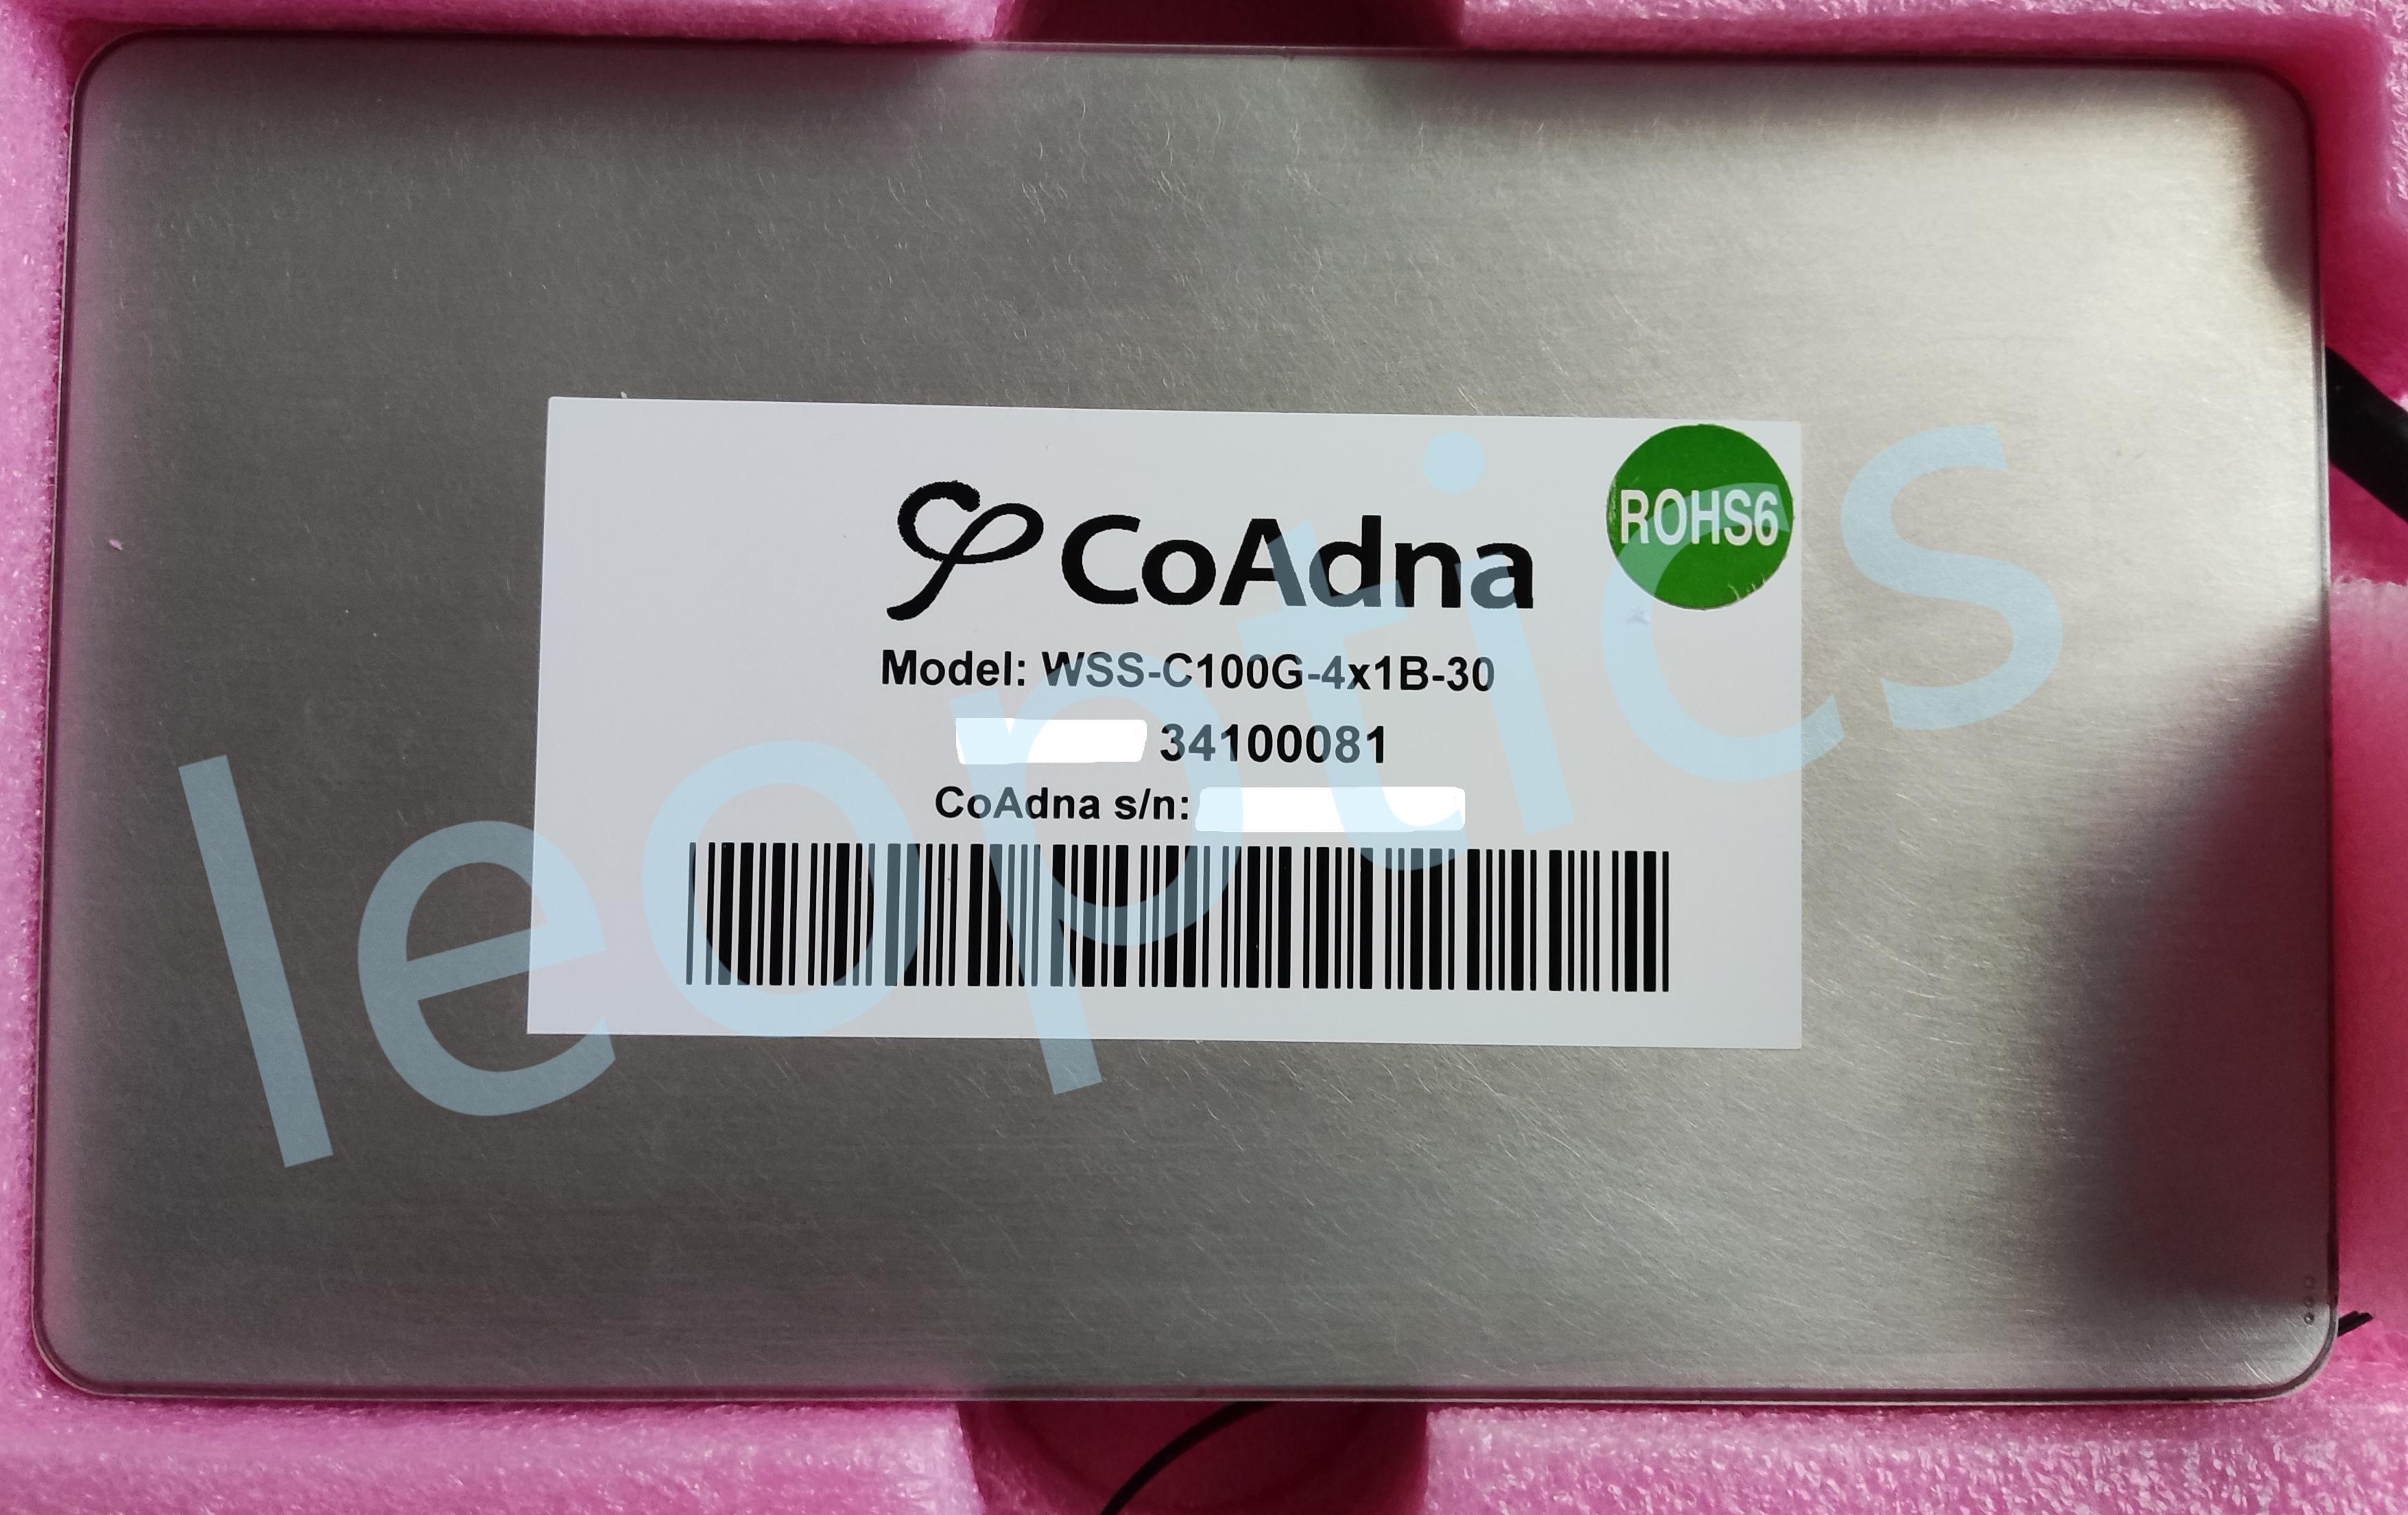 CoAdna
ROHS6
Model: WSS-C100G-4x1B-30
34100081
CoAdna s/n:
leoptics